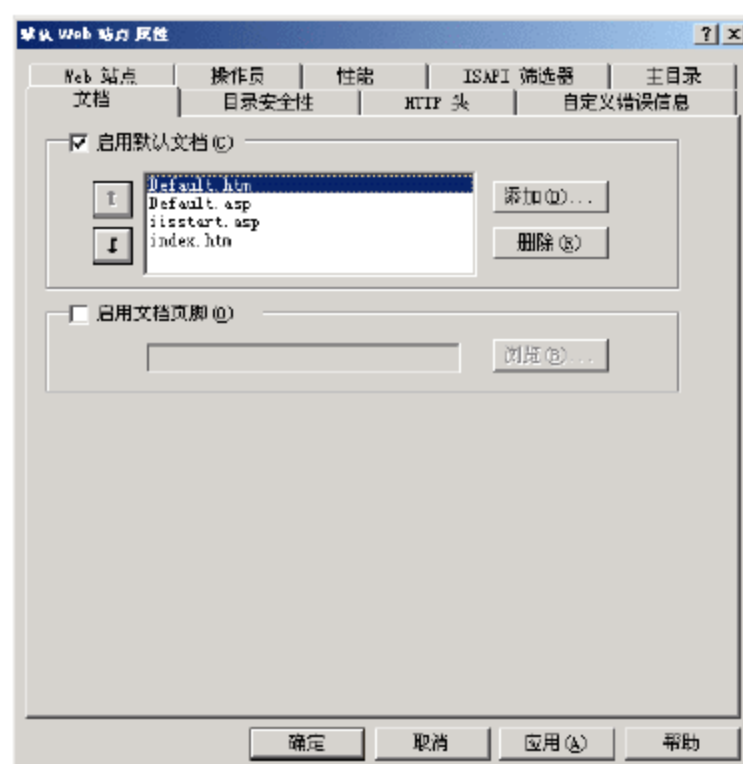 默认 Web 站点 属性
Web 站点 操作员 性能 ISAPI 筛选器 主目录
文档 目录安全性 HTTP 头 自定义错误信息
启用默认文档(C)
Default.htm
Default.asp
iisstart.asp
index.htm
添加(D)...
删除(R)
启用文档页脚(O)
浏览(B)...
确定 取消 应用(A) 帮助